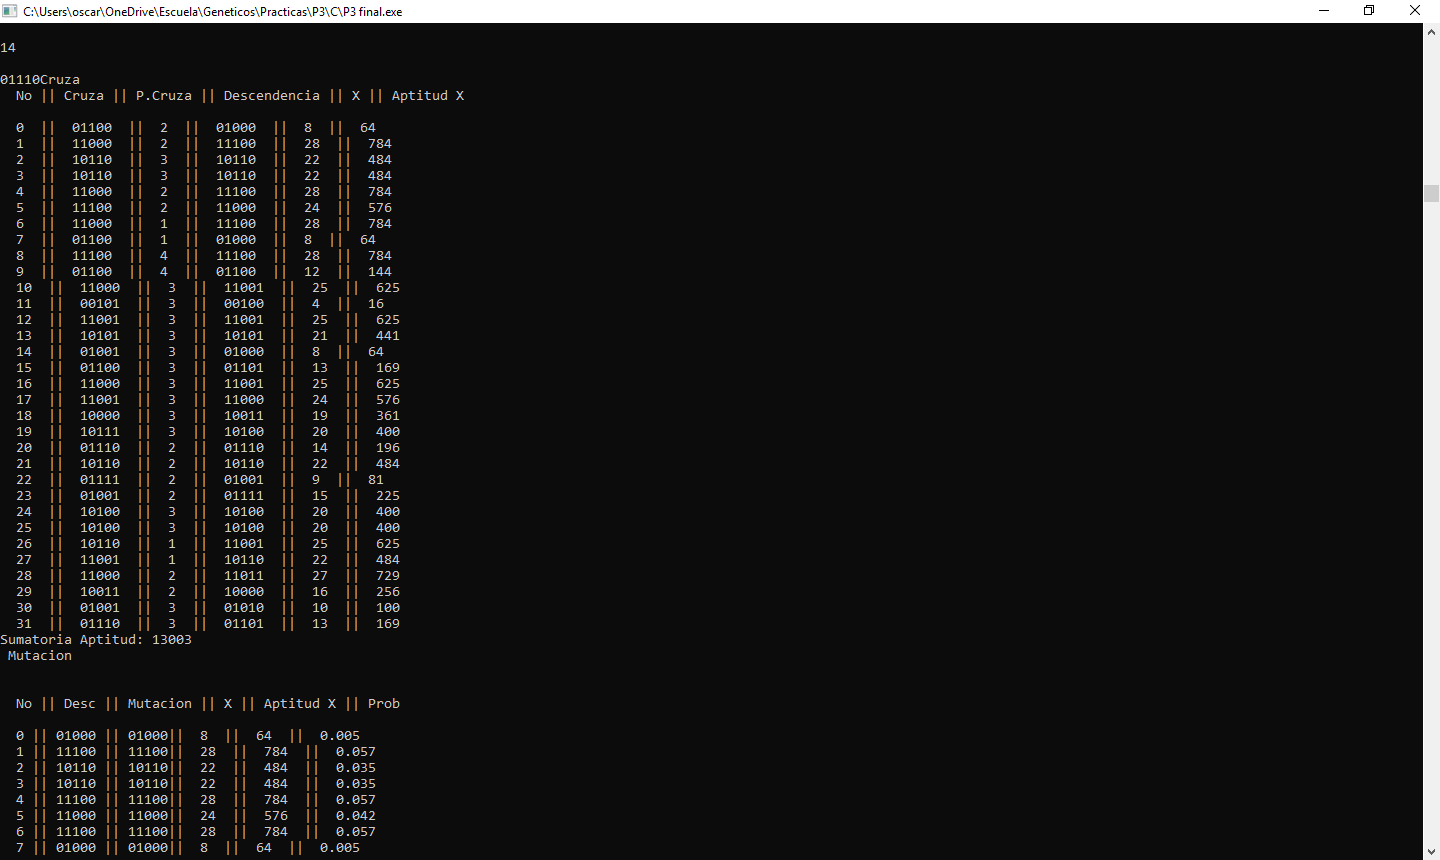 C:\Users\oscar\OneDrive\Escuela\Geneticos\Practicas\P3\C\P3 final.exe
14
01110Cruza
No || Cruza || P.Cruza || Descendencia || X || Aptitud X
0 || 01100 || 2 || 01000 || 8 || 64
1 || 11000 || 2 || 11100 || 28 || 784
2 || 10110 || 3 || 10110 || 22 || 484
3 || 10110 || 3 || 10110 || 22 || 484
4 || 11000 || 2 || 11100 || 28 || 784
5 || 11100 || 2 || 11000 || 24 || 576
6 || 11000 || 1 || 11100 || 28 || 784
7 || 01100 || 1 || 01000 || 8 || 64
8 || 11100 || 4 || 11100 || 28 || 784
9 || 01100 || 4 || 01100 || 12 || 144
10 || 11000 || 3 || 11001 || 25 || 625
11 || 00101 || 3 || 00100 || 4 || 16
12 || 11001 || 3 || 11001 || 25 || 625
13 || 10101 || 3 || 10101 || 21 || 441
14 || 01001 || 3 || 01000 || 8 || 64
15 || 01100 || 3 || 01101 || 13 || 169
16 || 11000 || 3 || 11001 || 25 || 625
17 || 11001 || 3 || 11000 || 24 || 576
18 || 10000 || 3 || 10011 || 19 || 361
19 || 10111 || 3 || 10100 || 20 || 400
20 || 01110 || 2 || 01110 || 14 || 196
21 || 10110 || 2 || 10110 || 22 || 484
22 || 01111 || 2 || 01001 || 9 || 81
23 || 01001 || 2 || 01111 || 15 || 225
24 || 10100 || 3 || 10100 || 20 || 400
25 || 10100 || 3 || 10100 || 20 || 400
26 || 10110 || 1 || 11001 || 25 || 625
27 || 11001 || 1 || 10110 || 22 || 484
28 || 11000 || 2 || 11011 || 27 || 729
29 || 10011 || 2 || 10000 || 16 || 256
30 || 01001 || 3 || 01010 || 10 || 100
31 || 01110 || 3 || 01101 || 13 || 169
Sumatoria Aptitud: 13003
Mutacion
No || Desc || Mutacion || X || Aptitud X || Prob
0 || 01000 || 01000|| 8 || 64 || 0.005
1 || 11100 || 11100|| 28 || 784 || 0.057
2 || 10110 || 10110|| 22 || 484 || 0.035
3 || 10110 || 10110|| 22 || 484 || 0.035
4 || 11100 || 11100|| 28 || 784 || 0.057
5 || 11000 || 11000|| 24 || 576 || 0.042
6 || 11100 || 11100|| 28 || 784 || 0.057
7 || 01000 || 01000|| 8 || 64 || 0.005